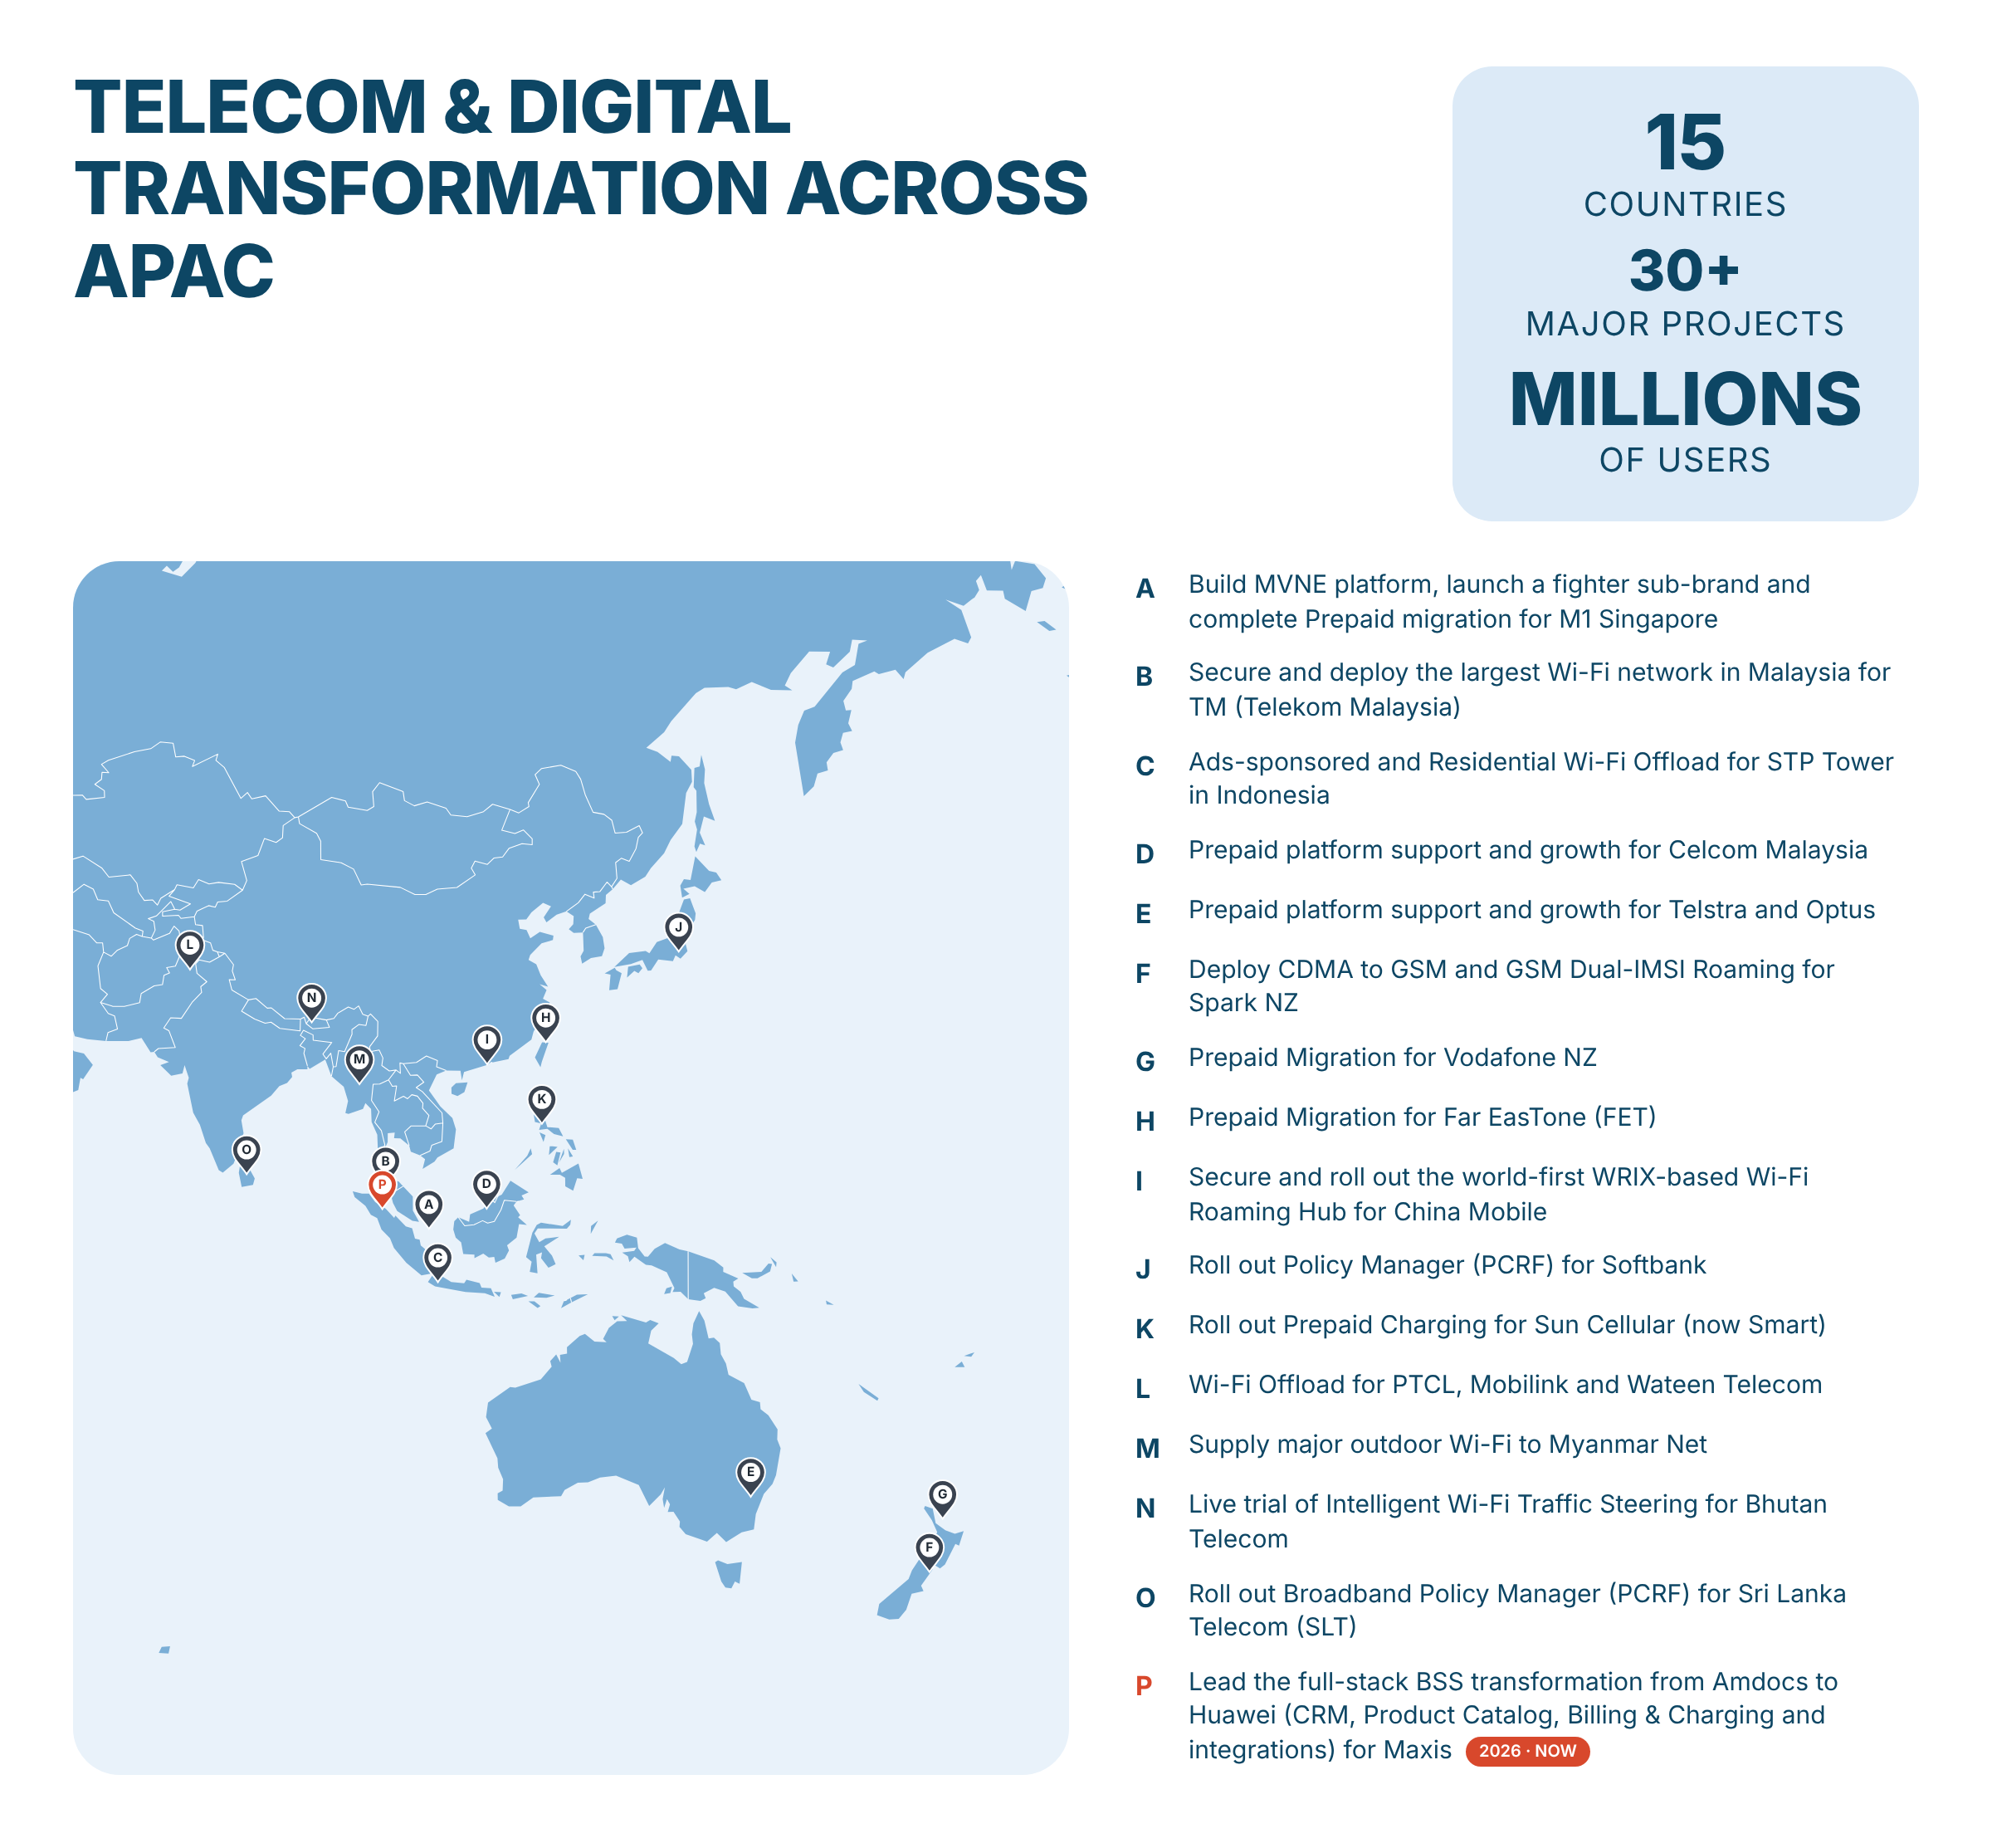 TELECOM & DIGITAL
TRANSFORMATION ACROSS
APAC
15
COUNTRIES
30+
MAJOR PROJECTS
MILLIONS
OF USERS
L
N
J
H
I
M
K
O
B
P
D
A
C
E
G
F
A Build MVNE platform, launch a fighter sub-brand and
complete Prepaid migration for M1 Singapore
B Secure and deploy the largest Wi-Fi network in Malaysia for
TM (Telekom Malaysia)
C Ads-sponsored and Residential Wi-Fi Offload for STP Tower
in Indonesia
D Prepaid platform support and growth for Celcom Malaysia
E Prepaid platform support and growth for Telstra and Optus
F Deploy CDMA to GSM and GSM Dual-IMSI Roaming for
Spark NZ
G Prepaid Migration for Vodafone NZ
H Prepaid Migration for Far EasTone (FET)
I Secure and roll out the world-first WRIX-based Wi-Fi
Roaming Hub for China Mobile
J Roll out Policy Manager (PCRF) for Softbank
K Roll out Prepaid Charging for Sun Cellular (now Smart)
L Wi-Fi Offload for PTCL, Mobilink and Wateen Telecom
M Supply major outdoor Wi-Fi to Myanmar Net
N Live trial of Intelligent Wi-Fi Traffic Steering for Bhutan
Telecom
O Roll out Broadband Policy Manager (PCRF) for Sri Lanka
Telecom (SLT)
P Lead the full-stack BSS transformation from Amdocs to
Huawei (CRM, Product Catalog, Billing & Charging and
integrations) for Maxis 2026 · NOW